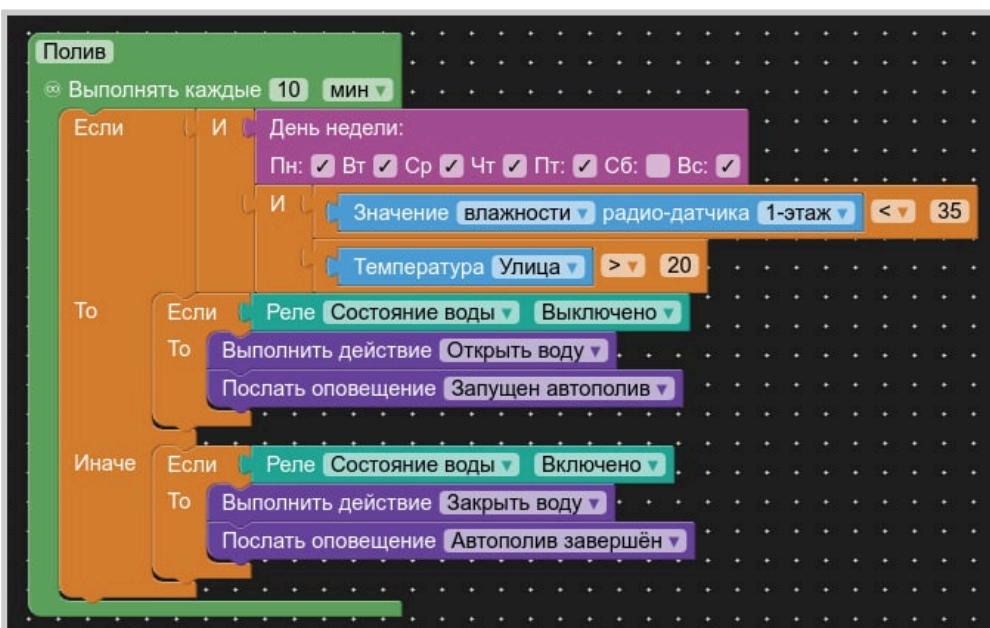 Полив
Выполнять каждые 10 мин
Если И День недели:
Пн: Вт Ср Чт Пт: Сб: Вс:
И Значение влажности радио-датчика 1-этаж < 35
Температура Улица > 20
То Если Реле Состояние воды Выключено
То Выполнить действие Открыть воду
Послать оповещение Запущен автополив
Иначе Если Реле Состояние воды Включено
То Выполнить действие Закрыть воду
Послать оповещение Автополив завершён